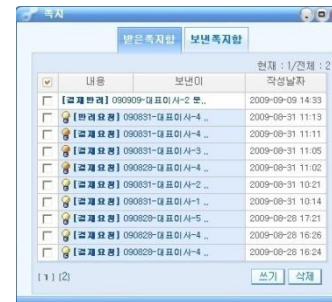 쪽지
받은쪽지함 보낸쪽지함
현재 : 1/전체 : 2
내용 보낸이 작성날짜
[결재반려] 090909-대표이사-2 문.. 2009-09-09 14:33
[반려요청] 090831-대표이사-4 .. 2009-08-31 11:13
[결재요청] 090831-대표이사-4 .. 2009-08-31 11:11
[결재요청] 090831-대표이사-3 .. 2009-08-31 11:05
[결재요청] 090828-대표이사-4 .. 2009-08-31 11:02
[결재요청] 090831-대표이사-2 .. 2009-08-31 10:21
[결재요청] 090831-대표이사-1 .. 2009-08-31 10:14
[결재요청] 090828-대표이사-5 .. 2009-08-28 17:21
[결재요청] 090828-대표이사-4 .. 2009-08-28 16:26
[결재요청] 090828-대표이사-4 .. 2009-08-28 16:24
[1] [2] 쓰기 삭제